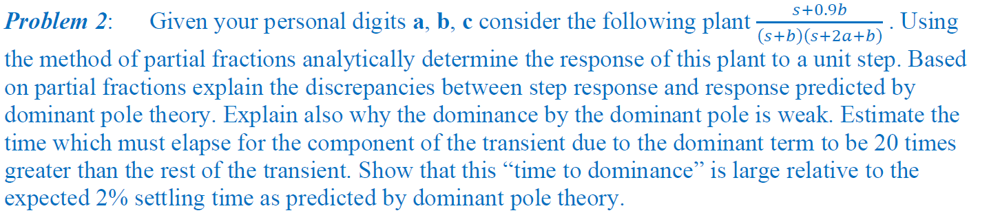 Problem 2: Given your personal digits a, b, c consider the following plant (s+0.9b)/((s+b)(s+2a+b)) . Using
the method of partial fractions analytically determine the response of this plant to a unit step. Based
on partial fractions explain the discrepancies between step response and response predicted by
dominant pole theory. Explain also why the dominance by the dominant pole is weak. Estimate the
time which must elapse for the component of the transient due to the dominant term to be 20 times
greater than the rest of the transient. Show that this “time to dominance” is large relative to the
expected 2% settling time as predicted by dominant pole theory.